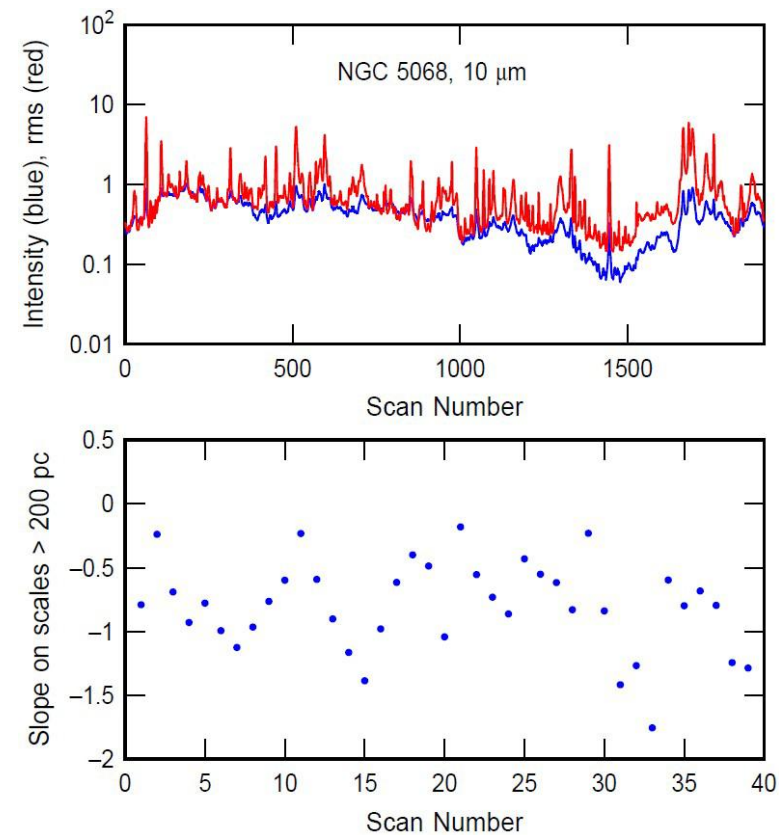 10²
10
1
0.1
0.01
Intensity (blue), rms (red)
NGC 5068, 10 μm
0 500 1000 1500
Scan Number
0.5
0
−0.5
−1
−1.5
−2
Slope on scales > 200 pc
0 5 10 15 20 25 30 35 40
Scan Number